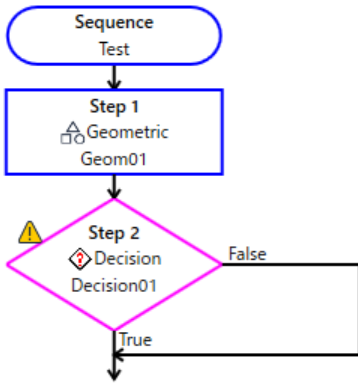 Sequence
Test
Step 1
Geometric
Geom01
Step 2
Decision
Decision01
False
True